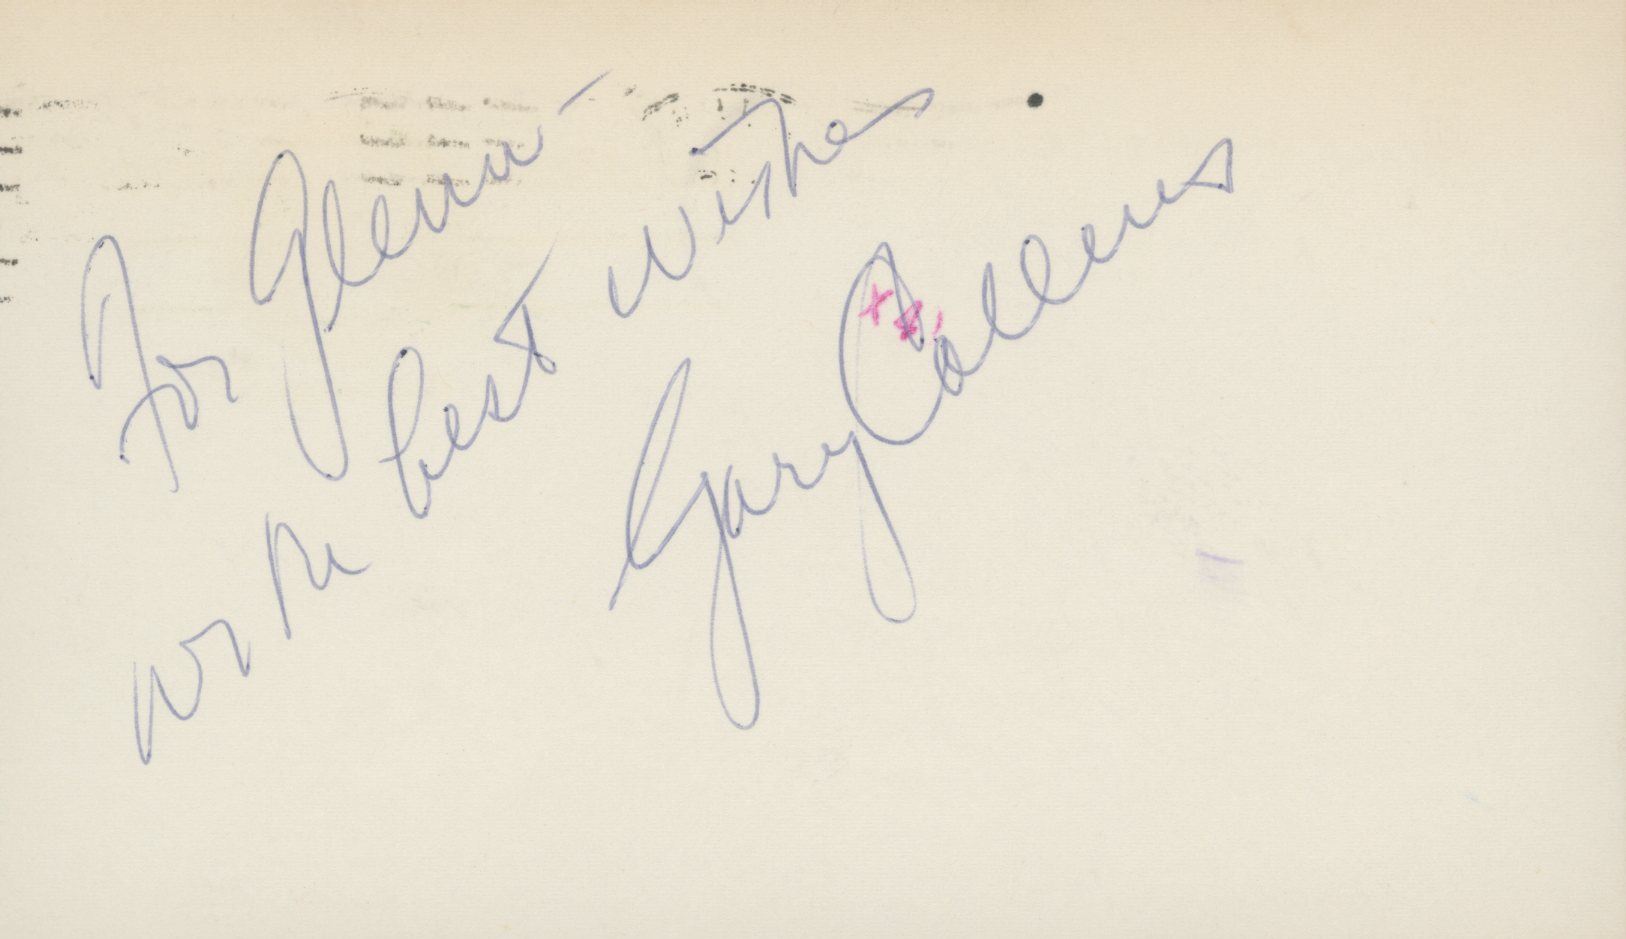 For Glenn -
with best wishes
Gary Collins